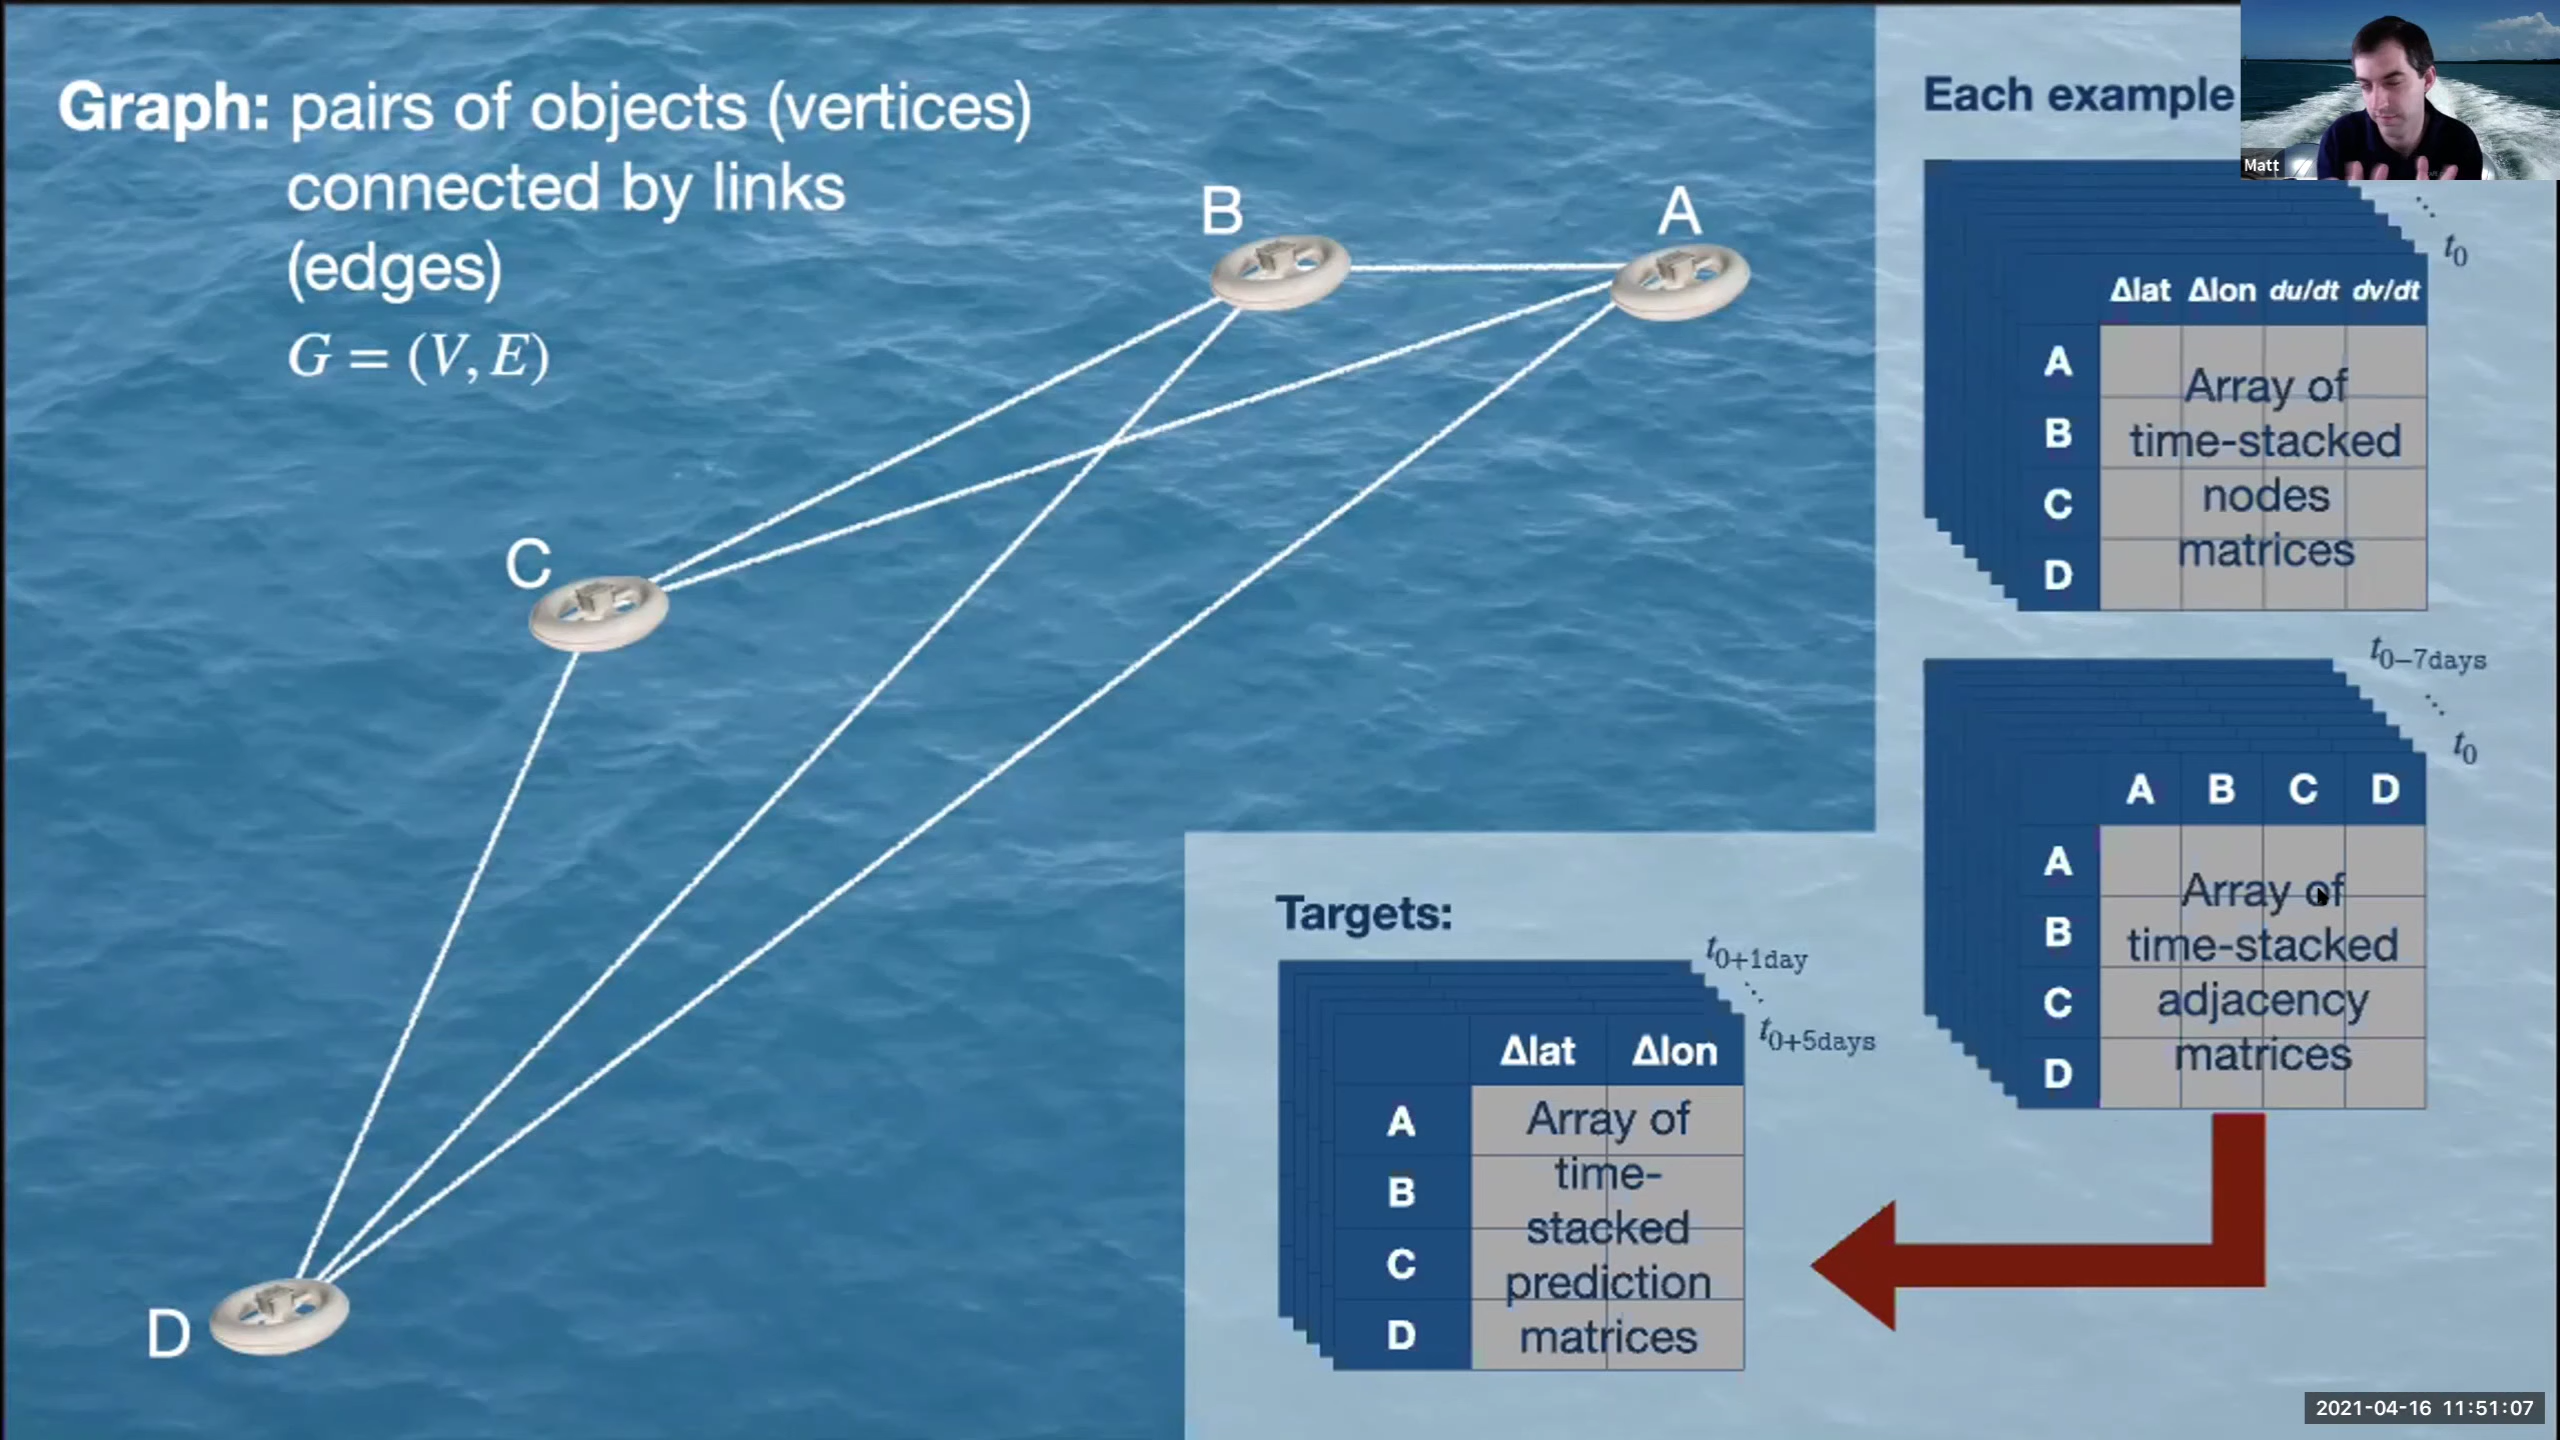 Graph: pairs of objects (vertices)
connected by links
(edges)
G = (V, E)
B
A
C
D
Each example
Matt
t0
Δlat Δlon du/dt dv/dt
A
B
C
D
Array of
time-stacked
nodes
matrices
t0−7days
t0
A B C D
A
B
C
D
Array of
time-stacked
adjacency
matrices
Targets:
t0+1day
t0+5days
Δlat Δlon
A
B
C
D
Array of
time-
stacked
prediction
matrices
2021-04-16 11:51:07